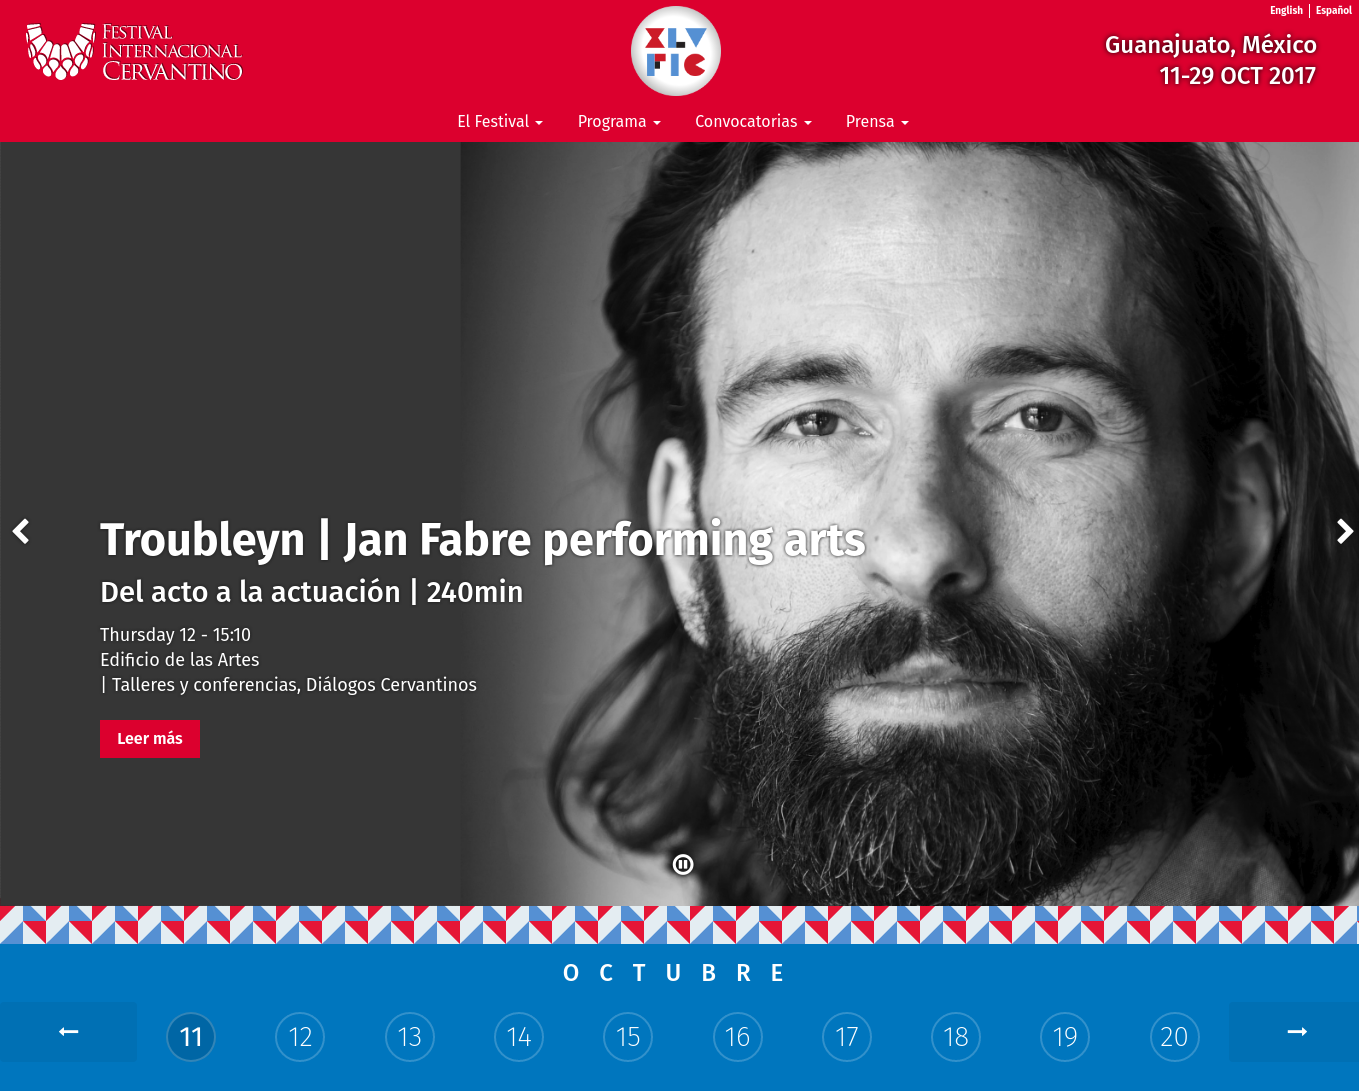 English | Español
FESTIVAL
INTERNACIONAL
CERVANTINO
XLV
FIC
Guanajuato, México
11-29 OCT 2017
El Festival
Programa
Convocatorias
Prensa
Troubleyn | Jan Fabre performing arts
Del acto a la actuación | 240min
Thursday 12 - 15:10
Edificio de las Artes
| Talleres y conferencias, Diálogos Cervantinos
Leer más
OCTUBRE
11 12 13 14 15 16 17 18 19 20